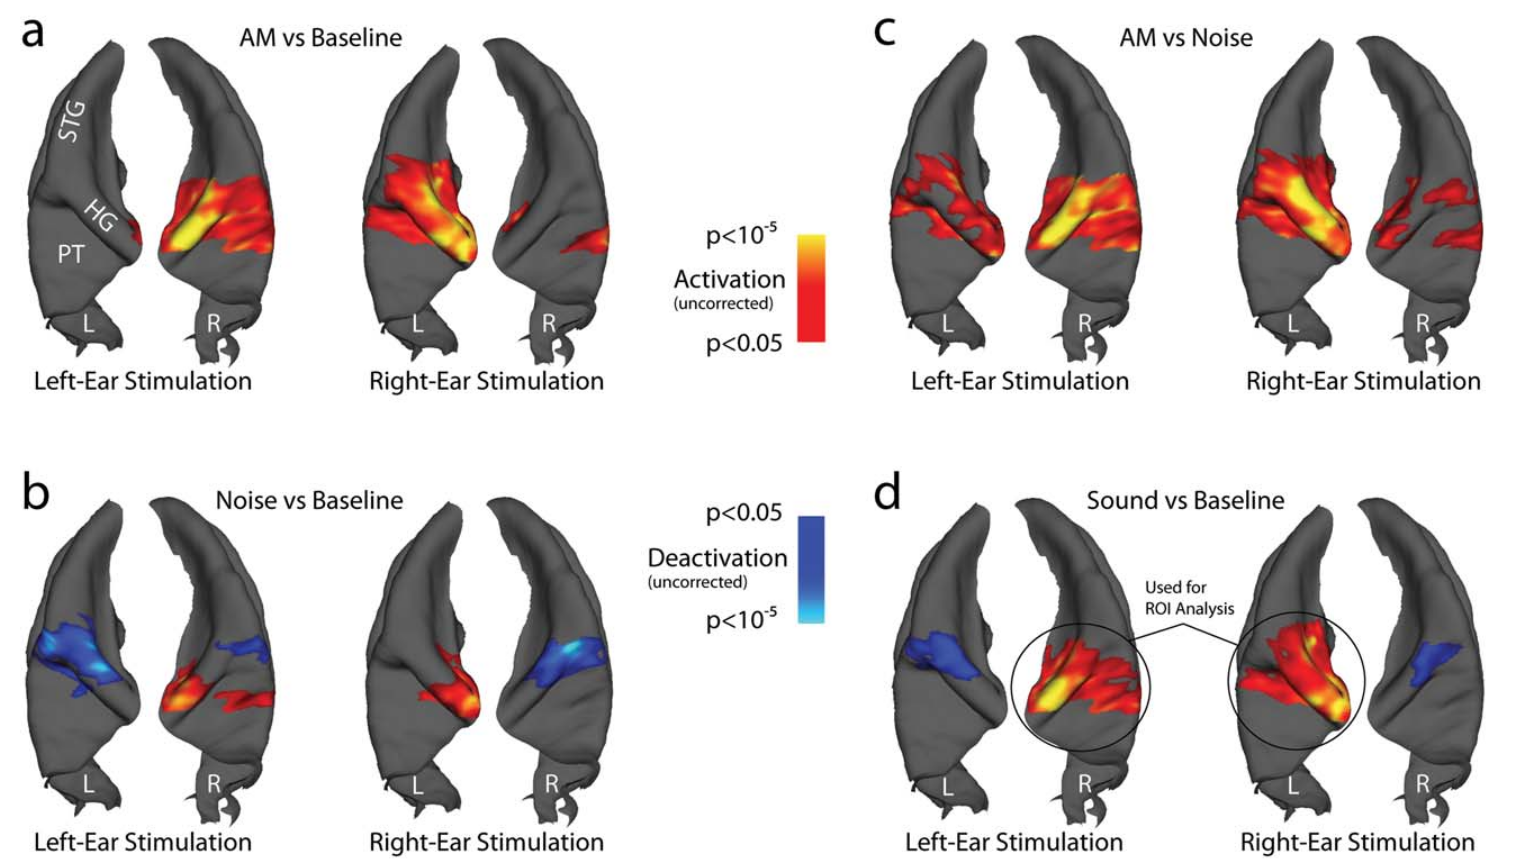 a
AM vs Baseline
STG
HG
PT
L
R
Left-Ear Stimulation
L
R
Right-Ear Stimulation
p<10-5
Activation
(uncorrected)
p<0.05
c
AM vs Noise
L
R
Left-Ear Stimulation
L
R
Right-Ear Stimulation
b
Noise vs Baseline
L
R
Left-Ear Stimulation
L
R
Right-Ear Stimulation
p<0.05
Deactivation
(uncorrected)
p<10-5
d
Sound vs Baseline
Used for
ROI Analysis
L
R
Left-Ear Stimulation
L
R
Right-Ear Stimulation